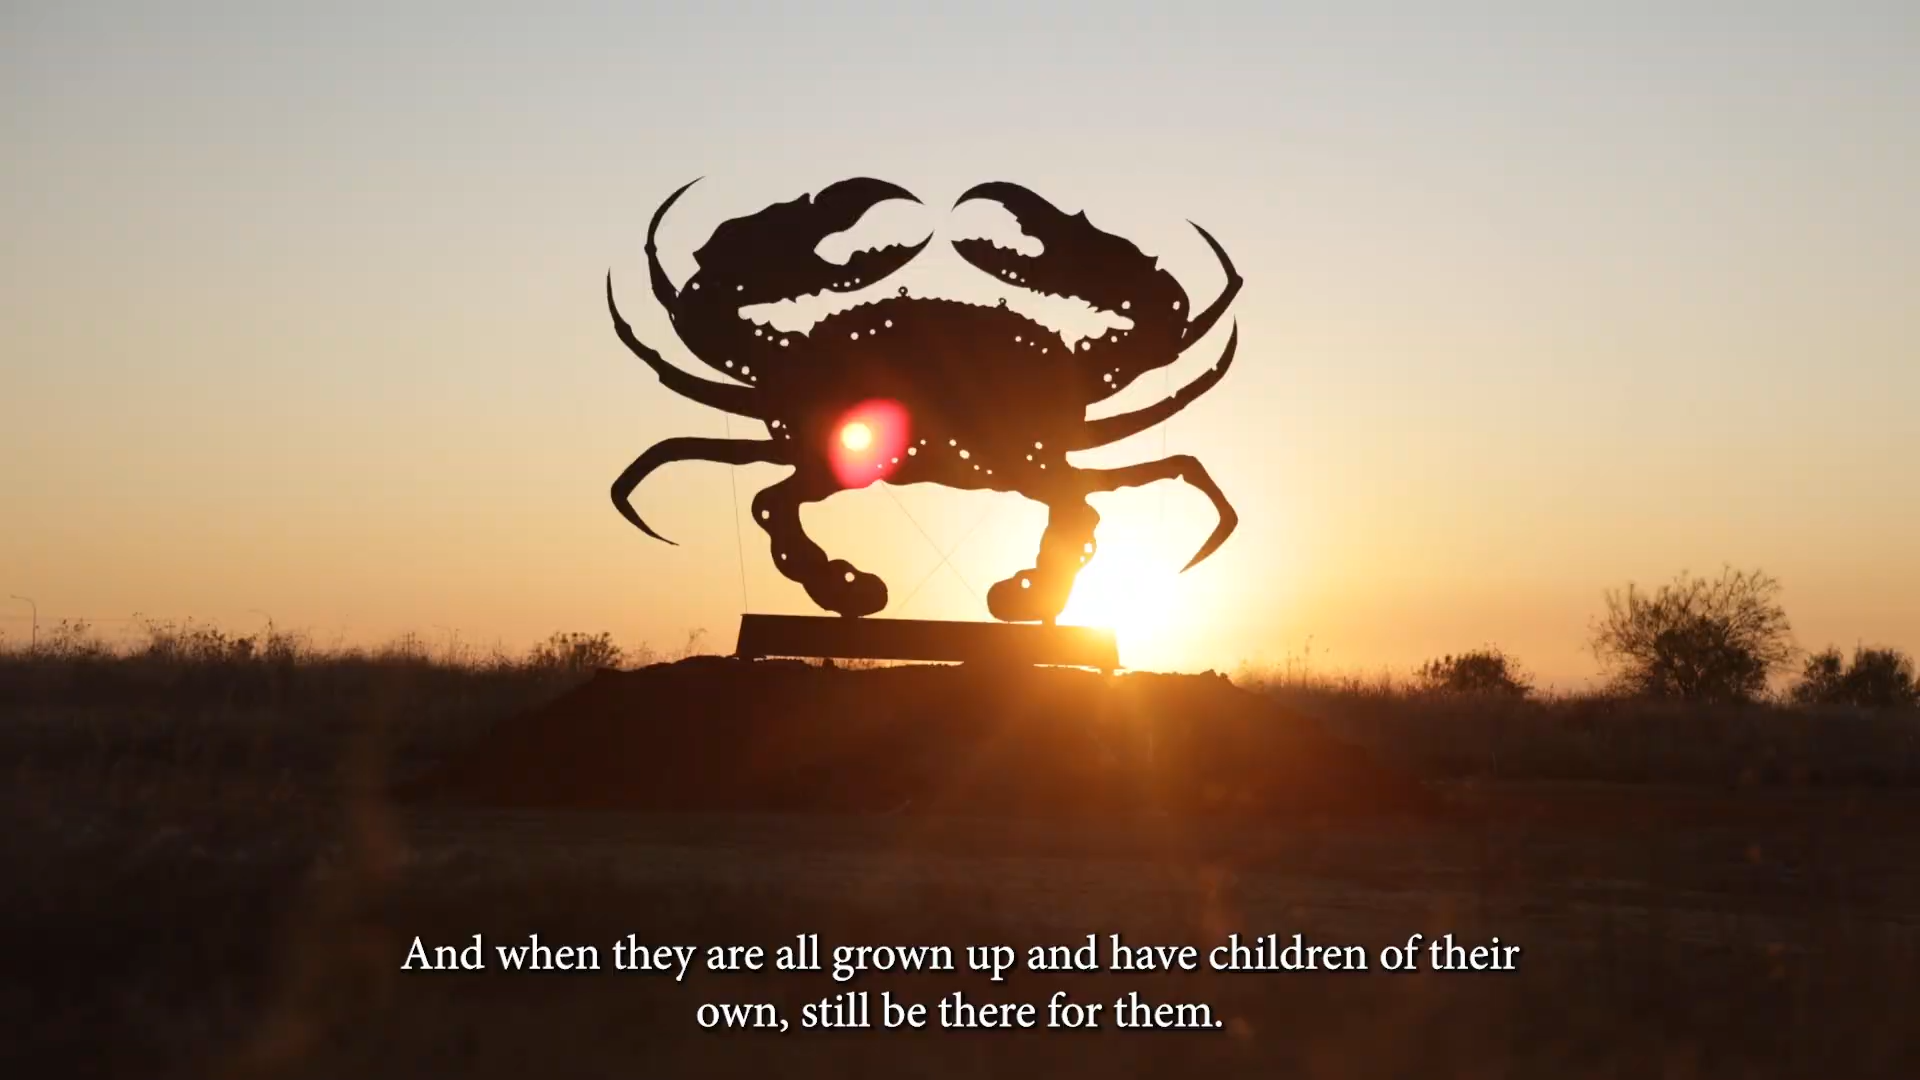 And when they are all grown up and have children of their
own, still be there for them.